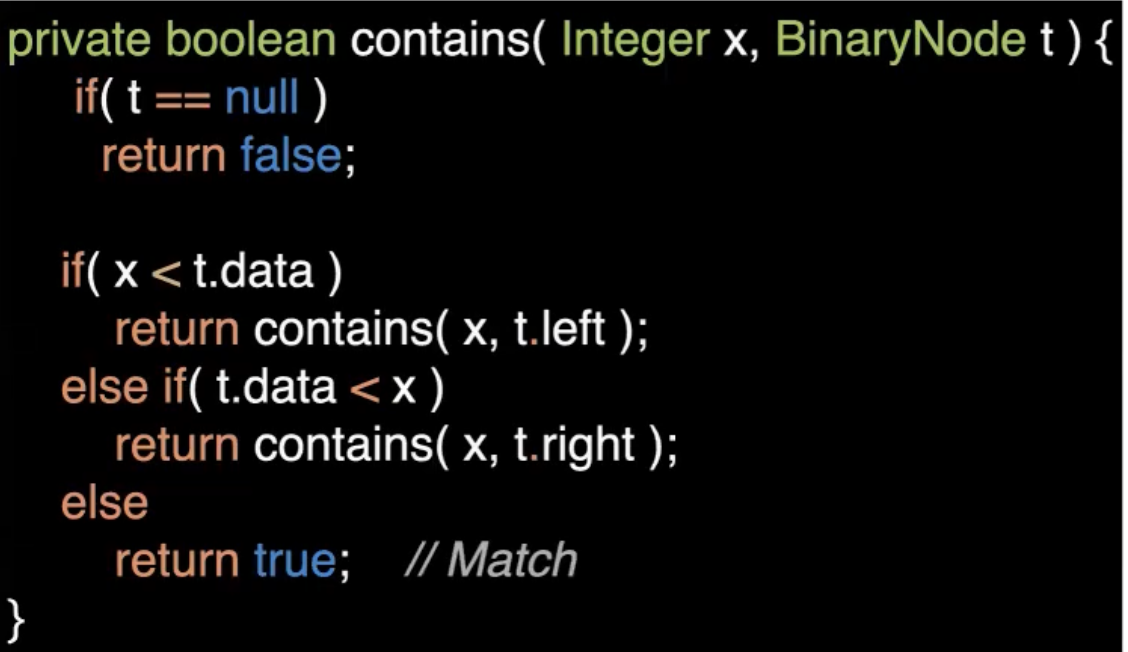 private boolean contains( Integer x, BinaryNode t ) {
if( t == null )
return false;
if( x < t.data )
return contains( x, t.left );
else if( t.data < x )
return contains( x, t.right );
else
return true; // Match
}